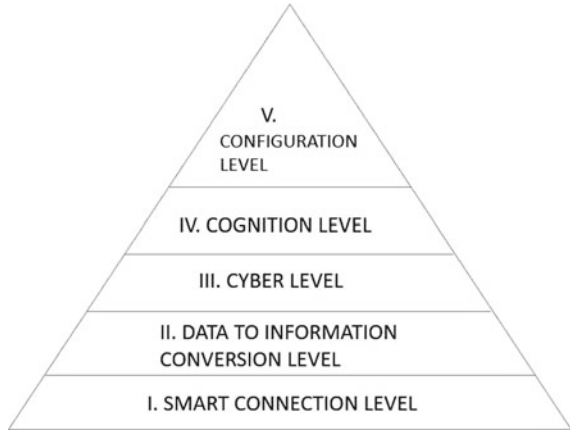 V.
CONFIGURATION
LEVEL
IV. COGNITION LEVEL
III. CYBER LEVEL
II. DATA TO INFORMATION
CONVERSION LEVEL
I. SMART CONNECTION LEVEL